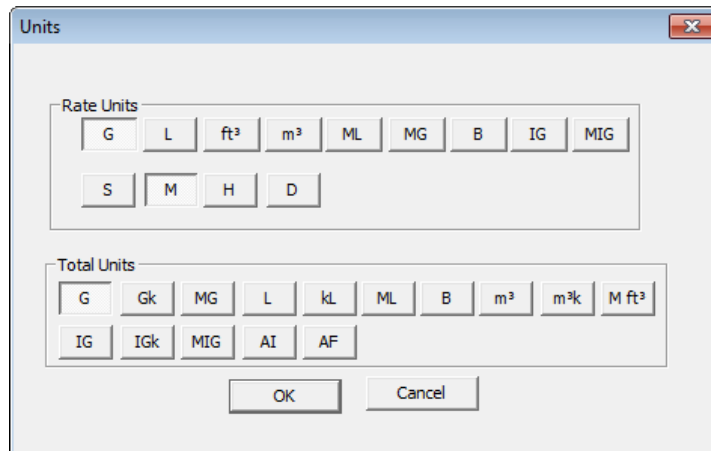 Units
Rate Units
G L ft³ m³ ML MG B IG MIG
S M H D
Total Units
G Gk MG L kL ML B m³ m³k M ft³
IG IGk MIG AI AF
OK Cancel